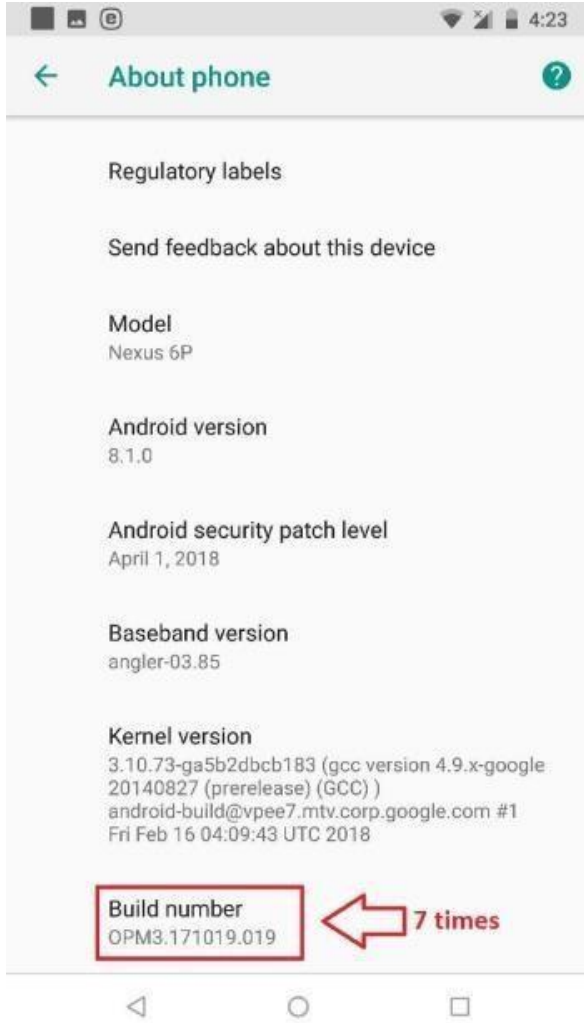 e 4:23
About phone ?
Regulatory labels
Send feedback about this device
Model
Nexus 6P
Android version
8.1.0
Android security patch level
April 1, 2018
Baseband version
angler-03.85
Kernel version
3.10.73-ga5b2dbcb183 (gcc version 4.9.x-google
20140827 (prerelease) (GCC) )
android-build@vpee7.mtv.corp.google.com #1
Fri Feb 16 04:09:43 UTC 2018
Build number
OPM3.171019.019
7 times